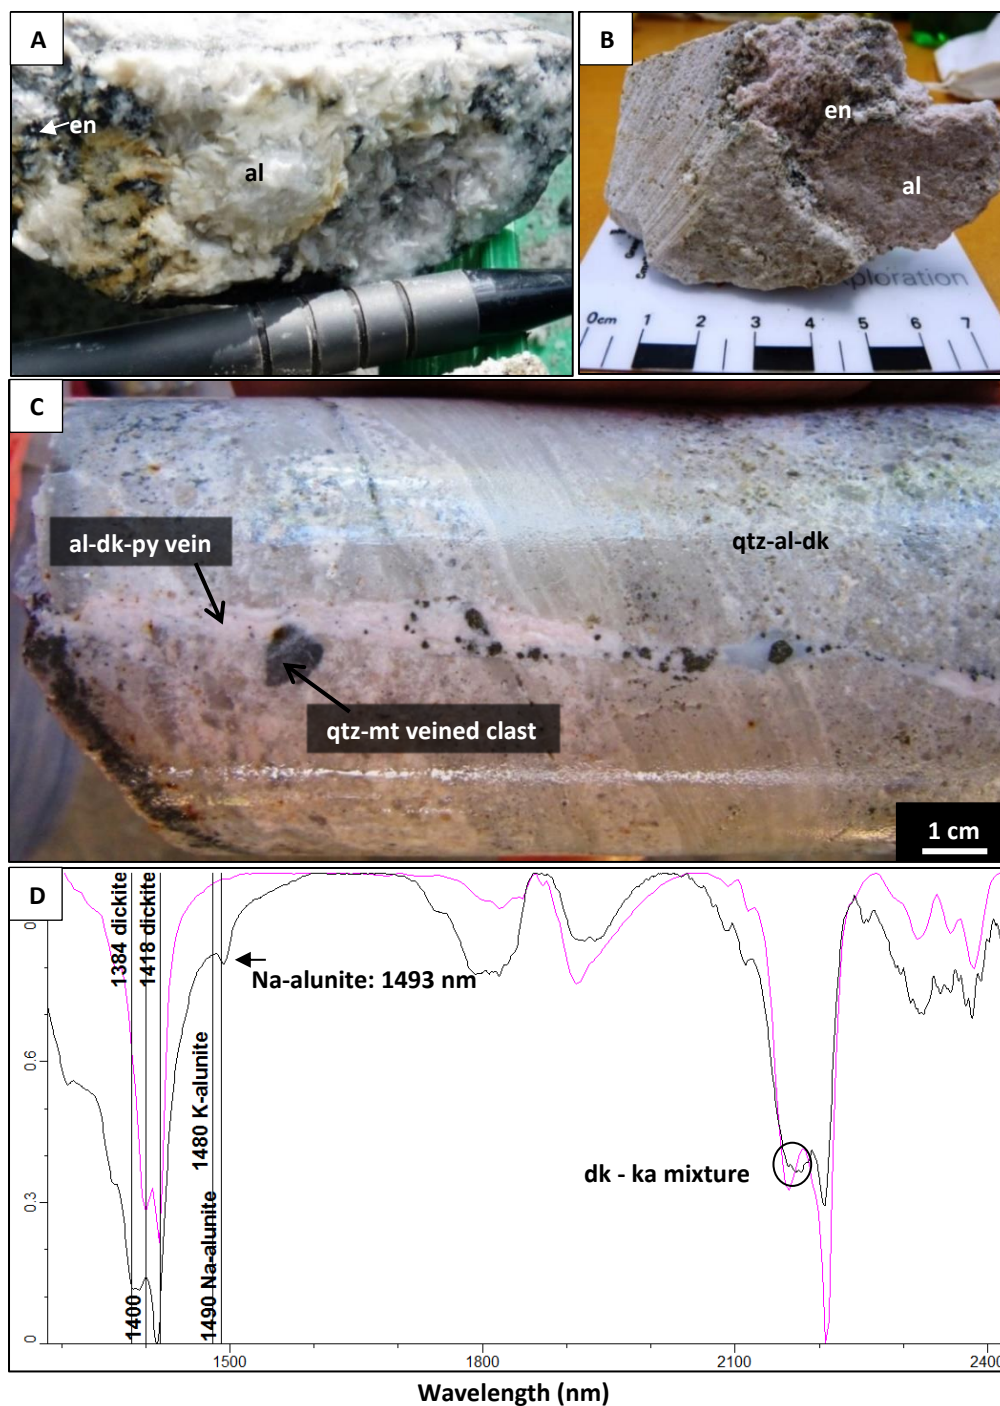 A
en
al
B
en
al
ploration
0cm 1 2 3 4 5 6 7
C
al-dk-py vein
qtz-al-dk
qtz-mt veined clast
1 cm
D
1384 dickite
1418 dickite
1400
1480 K-alunite
1490 Na-alunite
Na-alunite: 1493 nm
dk - ka mixture
0
0.6
0.3
0
1500 1800 2100 2400
Wavelength (nm)